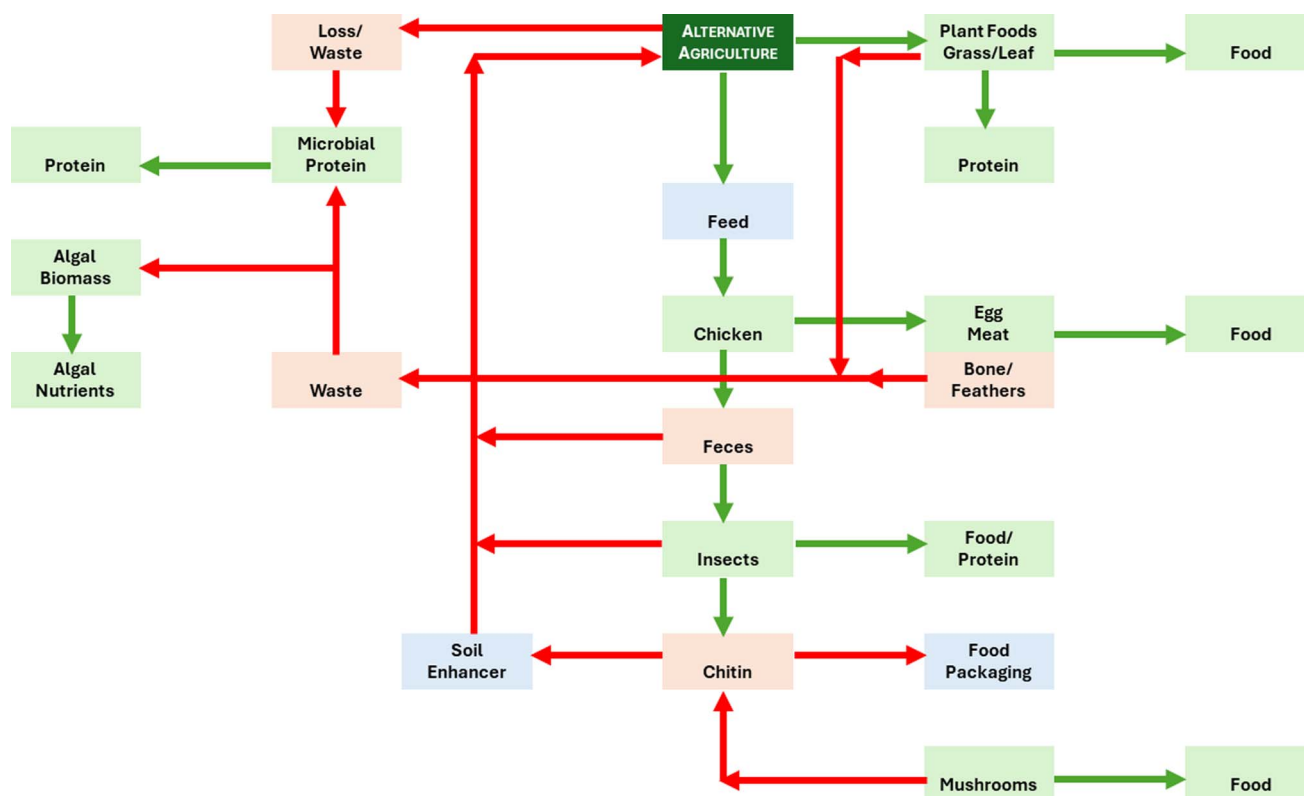 Loss/
Waste
ALTERNATIVE
AGRICULTURE
Plant Foods
Grass/Leaf
Food
Protein
Microbial
Protein
Protein
Feed
Algal
Biomass
Chicken
Egg
Meat
Food
Algal
Nutrients
Waste
Bone/
Feathers
Feces
Insects
Food/
Protein
Soil
Enhancer
Chitin
Food
Packaging
Mushrooms
Food